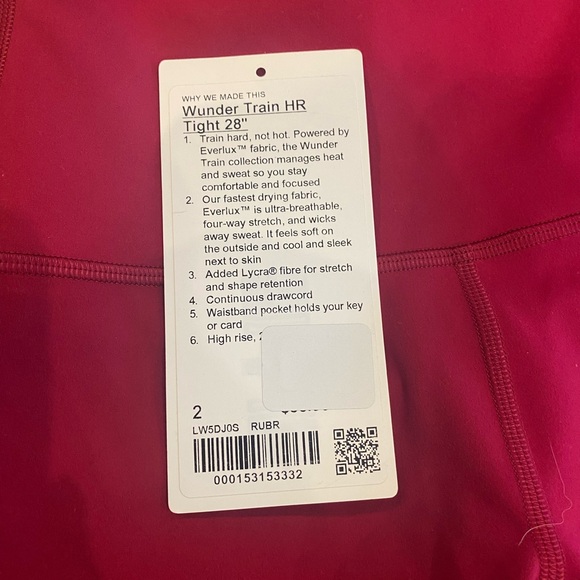 WHY WE MADE THIS
Wunder Train HR
Tight 28"
1. Train hard, not hot. Powered by
Everlux™ fabric, the Wunder
Train collection manages heat
and sweat so you stay
comfortable and focused
2. Our fastest drying fabric,
Everlux™ is ultra-breathable,
four-way stretch, and wicks
away sweat. It feels soft on
the outside and cool and sleek
next to skin
3. Added Lycra® fibre for stretch
and shape retention
4. Continuous drawcord
5. Waistband pocket holds your key
or card
6. High rise,
2
LW5DJ0S RUBR
000153153332